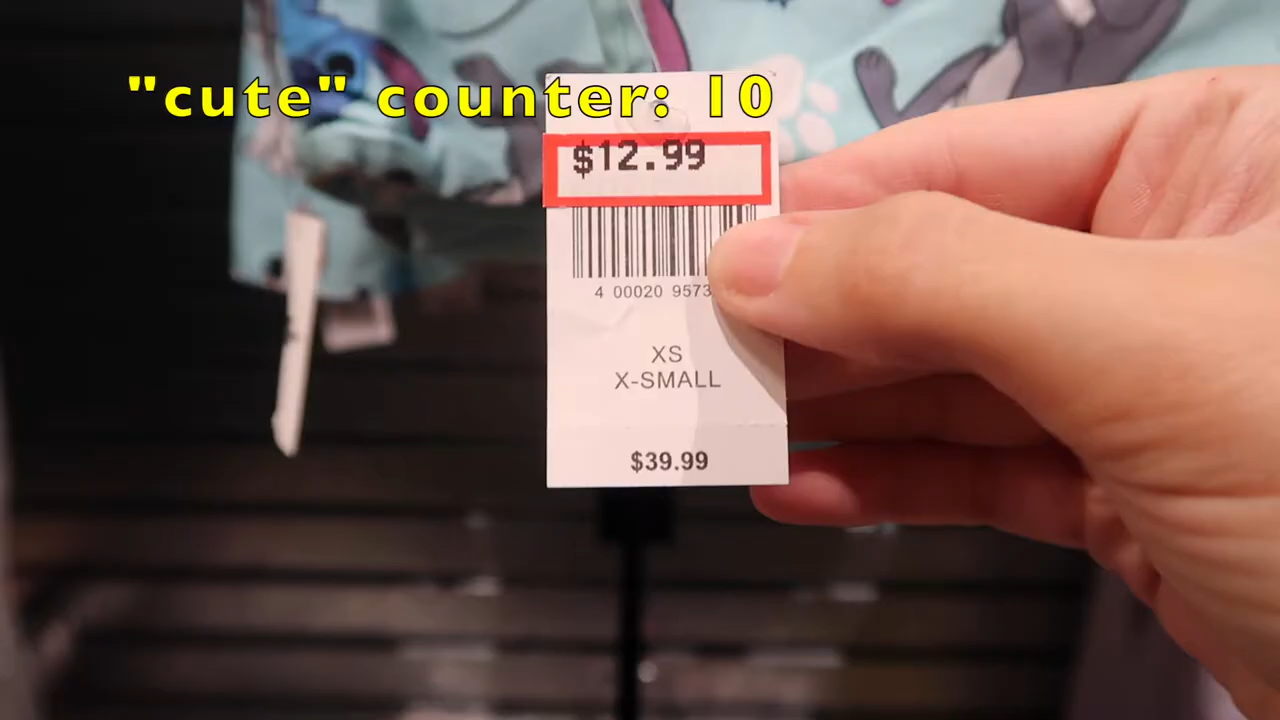 "cute" counter: 10
$12.99
4 00020 9573
XS
X-SMALL
$39.99